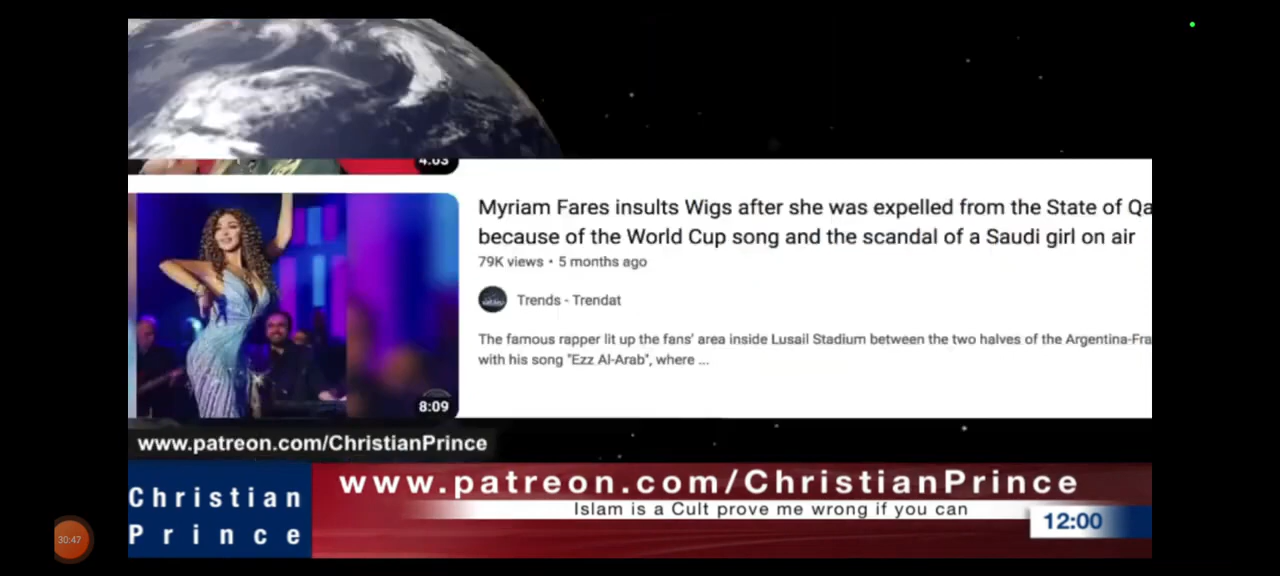 4:03
Myriam Fares insults Wigs after she was expelled from the State of Qa
because of the World Cup song and the scandal of a Saudi girl on air
79K views • 5 months ago
Trends - Trendat
The famous rapper lit up the fans' area inside Lusail Stadium between the two halves of the Argentina-Fra
with his song "Ezz Al-Arab", where ...
8:09
www.patreon.com/ChristianPrince
www.patreon.com/ChristianPrince
Christian
Prince
Islam is a Cult prove me wrong if you can
12:00
30:47